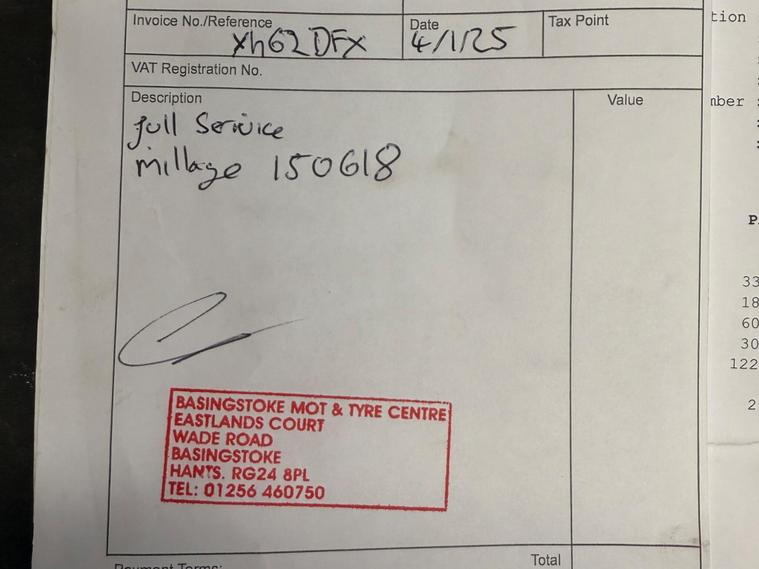 Invoice No./Reference Date Tax Point
Xh62DFX 4/1/25
VAT Registration No.
Description Value
full Service
millage 150618
BASINGSTOKE MOT & TYRE CENTRE
EASTLANDS COURT
WADE ROAD
BASINGSTOKE
HANTS. RG24 8PL
TEL: 01256 460750
Payment Terms: Total
tion
mber :
P
33
18
60
30
122
2